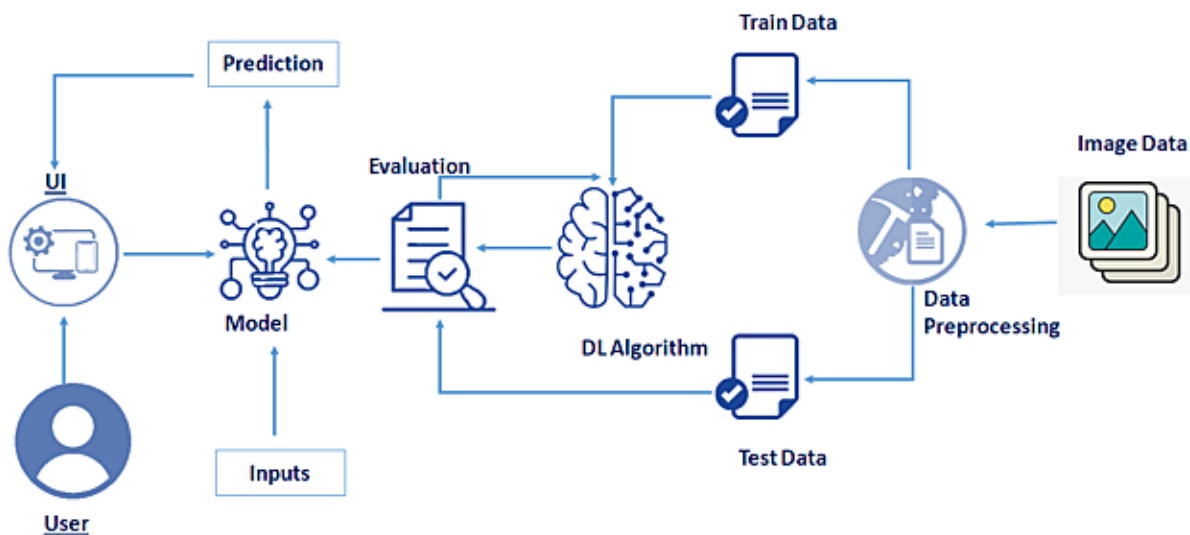 Train Data
Prediction
Image Data
Evaluation
UI
Data
Preprocessing
Model
DL Algorithm
Test Data
Inputs
User